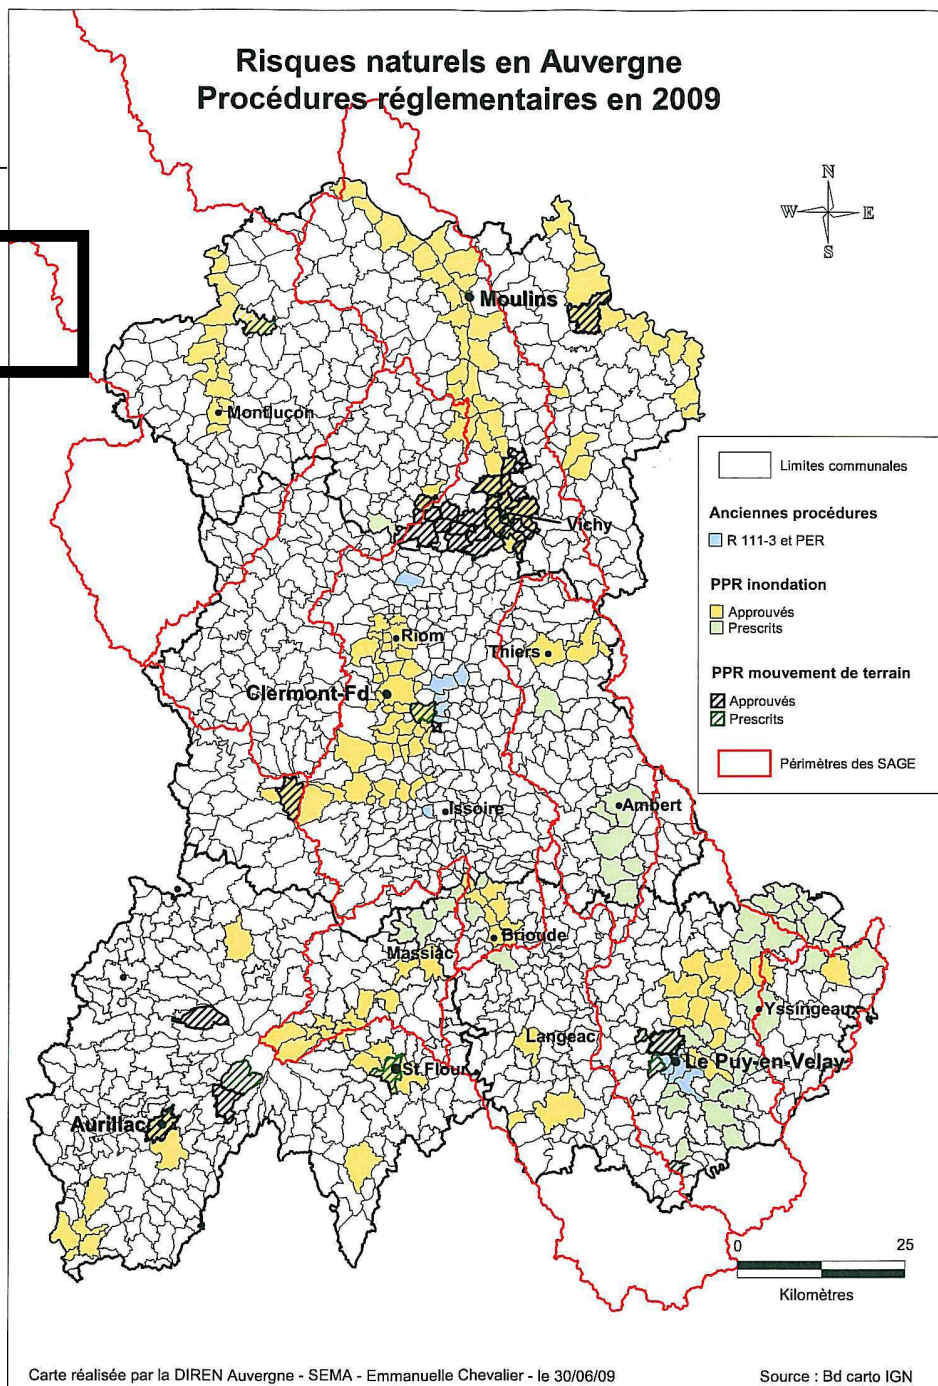 Risques naturels en Auvergne
Procédures réglementaires en 2009
N
W E
S
Moulins
Montluçon
Vichy
Riom
Thiers
Clermont-Fd
Issoire
Ambert
Brioude
Massiac
Yssingeaux
Langeac
Le Puy-en-Velay
St Flour
Aurillac
Limites communales
Anciennes procédures
R 111-3 et PER
PPR inondation
Approuvés
Prescrits
PPR mouvement de terrain
Approuvés
Prescrits
Périmètres des SAGE
0 25
Kilomètres
Carte réalisée par la DIREN Auvergne - SEMA - Emmanuelle Chevalier - le 30/06/09
Source : Bd carto IGN